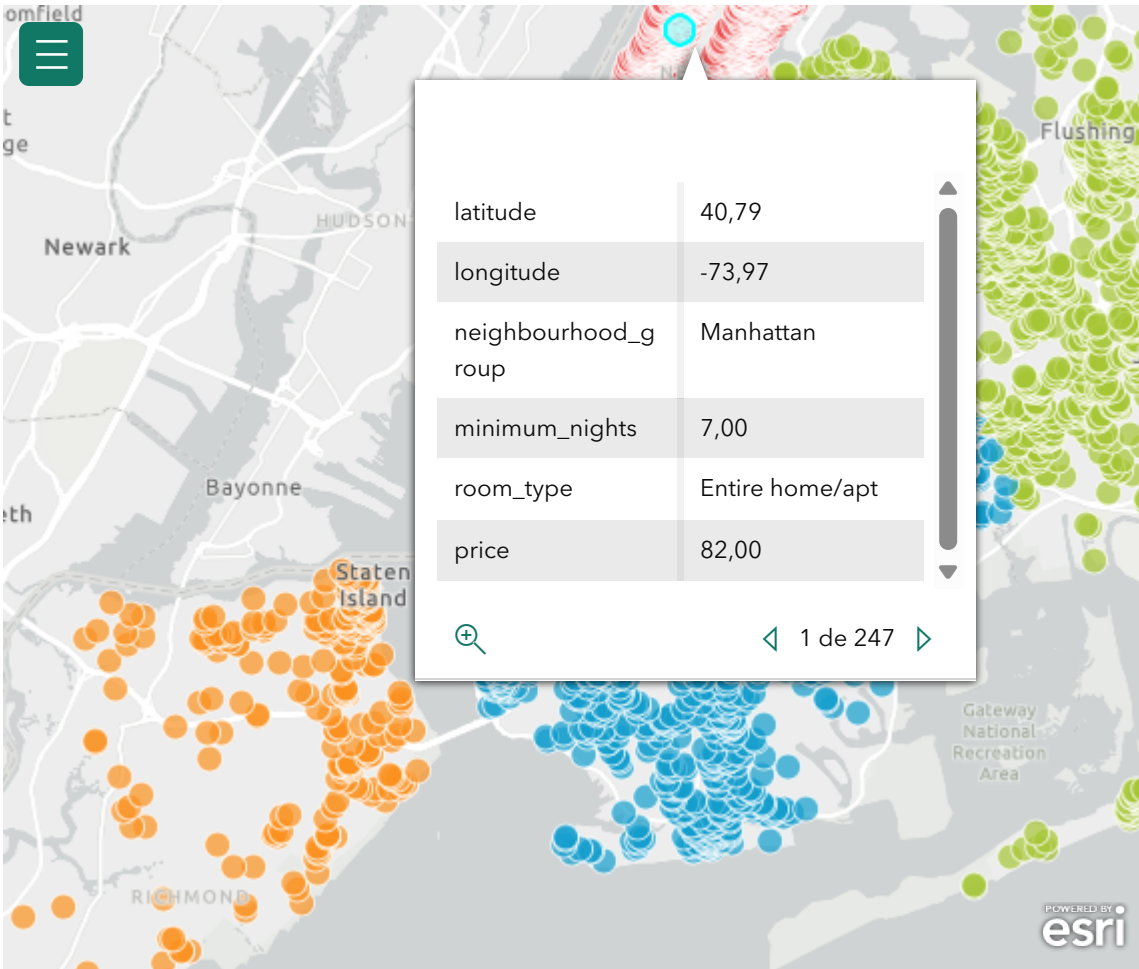 omfield
t
ge
N
Flushing
HUDSON
Newark
latitude 40,79
longitude -73,97
neighbourhood_g Manhattan
roup
minimum_nights 7,00
room_type Entire home/apt
price 82,00
Bayonne
eth
Staten
Island
1 de 247
Gateway
National
Recreation
Area
RICHMOND
POWERED BY
esri